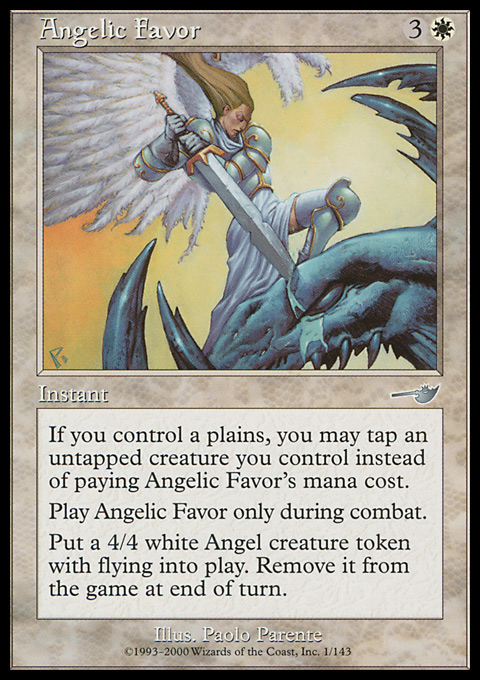 Angelic Favor 3
Instant
If you control a plains, you may tap an
untapped creature you control instead
of paying Angelic Favor's mana cost.
Play Angelic Favor only during combat.
Put a 4/4 white Angel creature token
with flying into play. Remove it from
the game at end of turn.
Illus. Paolo Parente
©1993–2000 Wizards of the Coast, Inc. 1/143